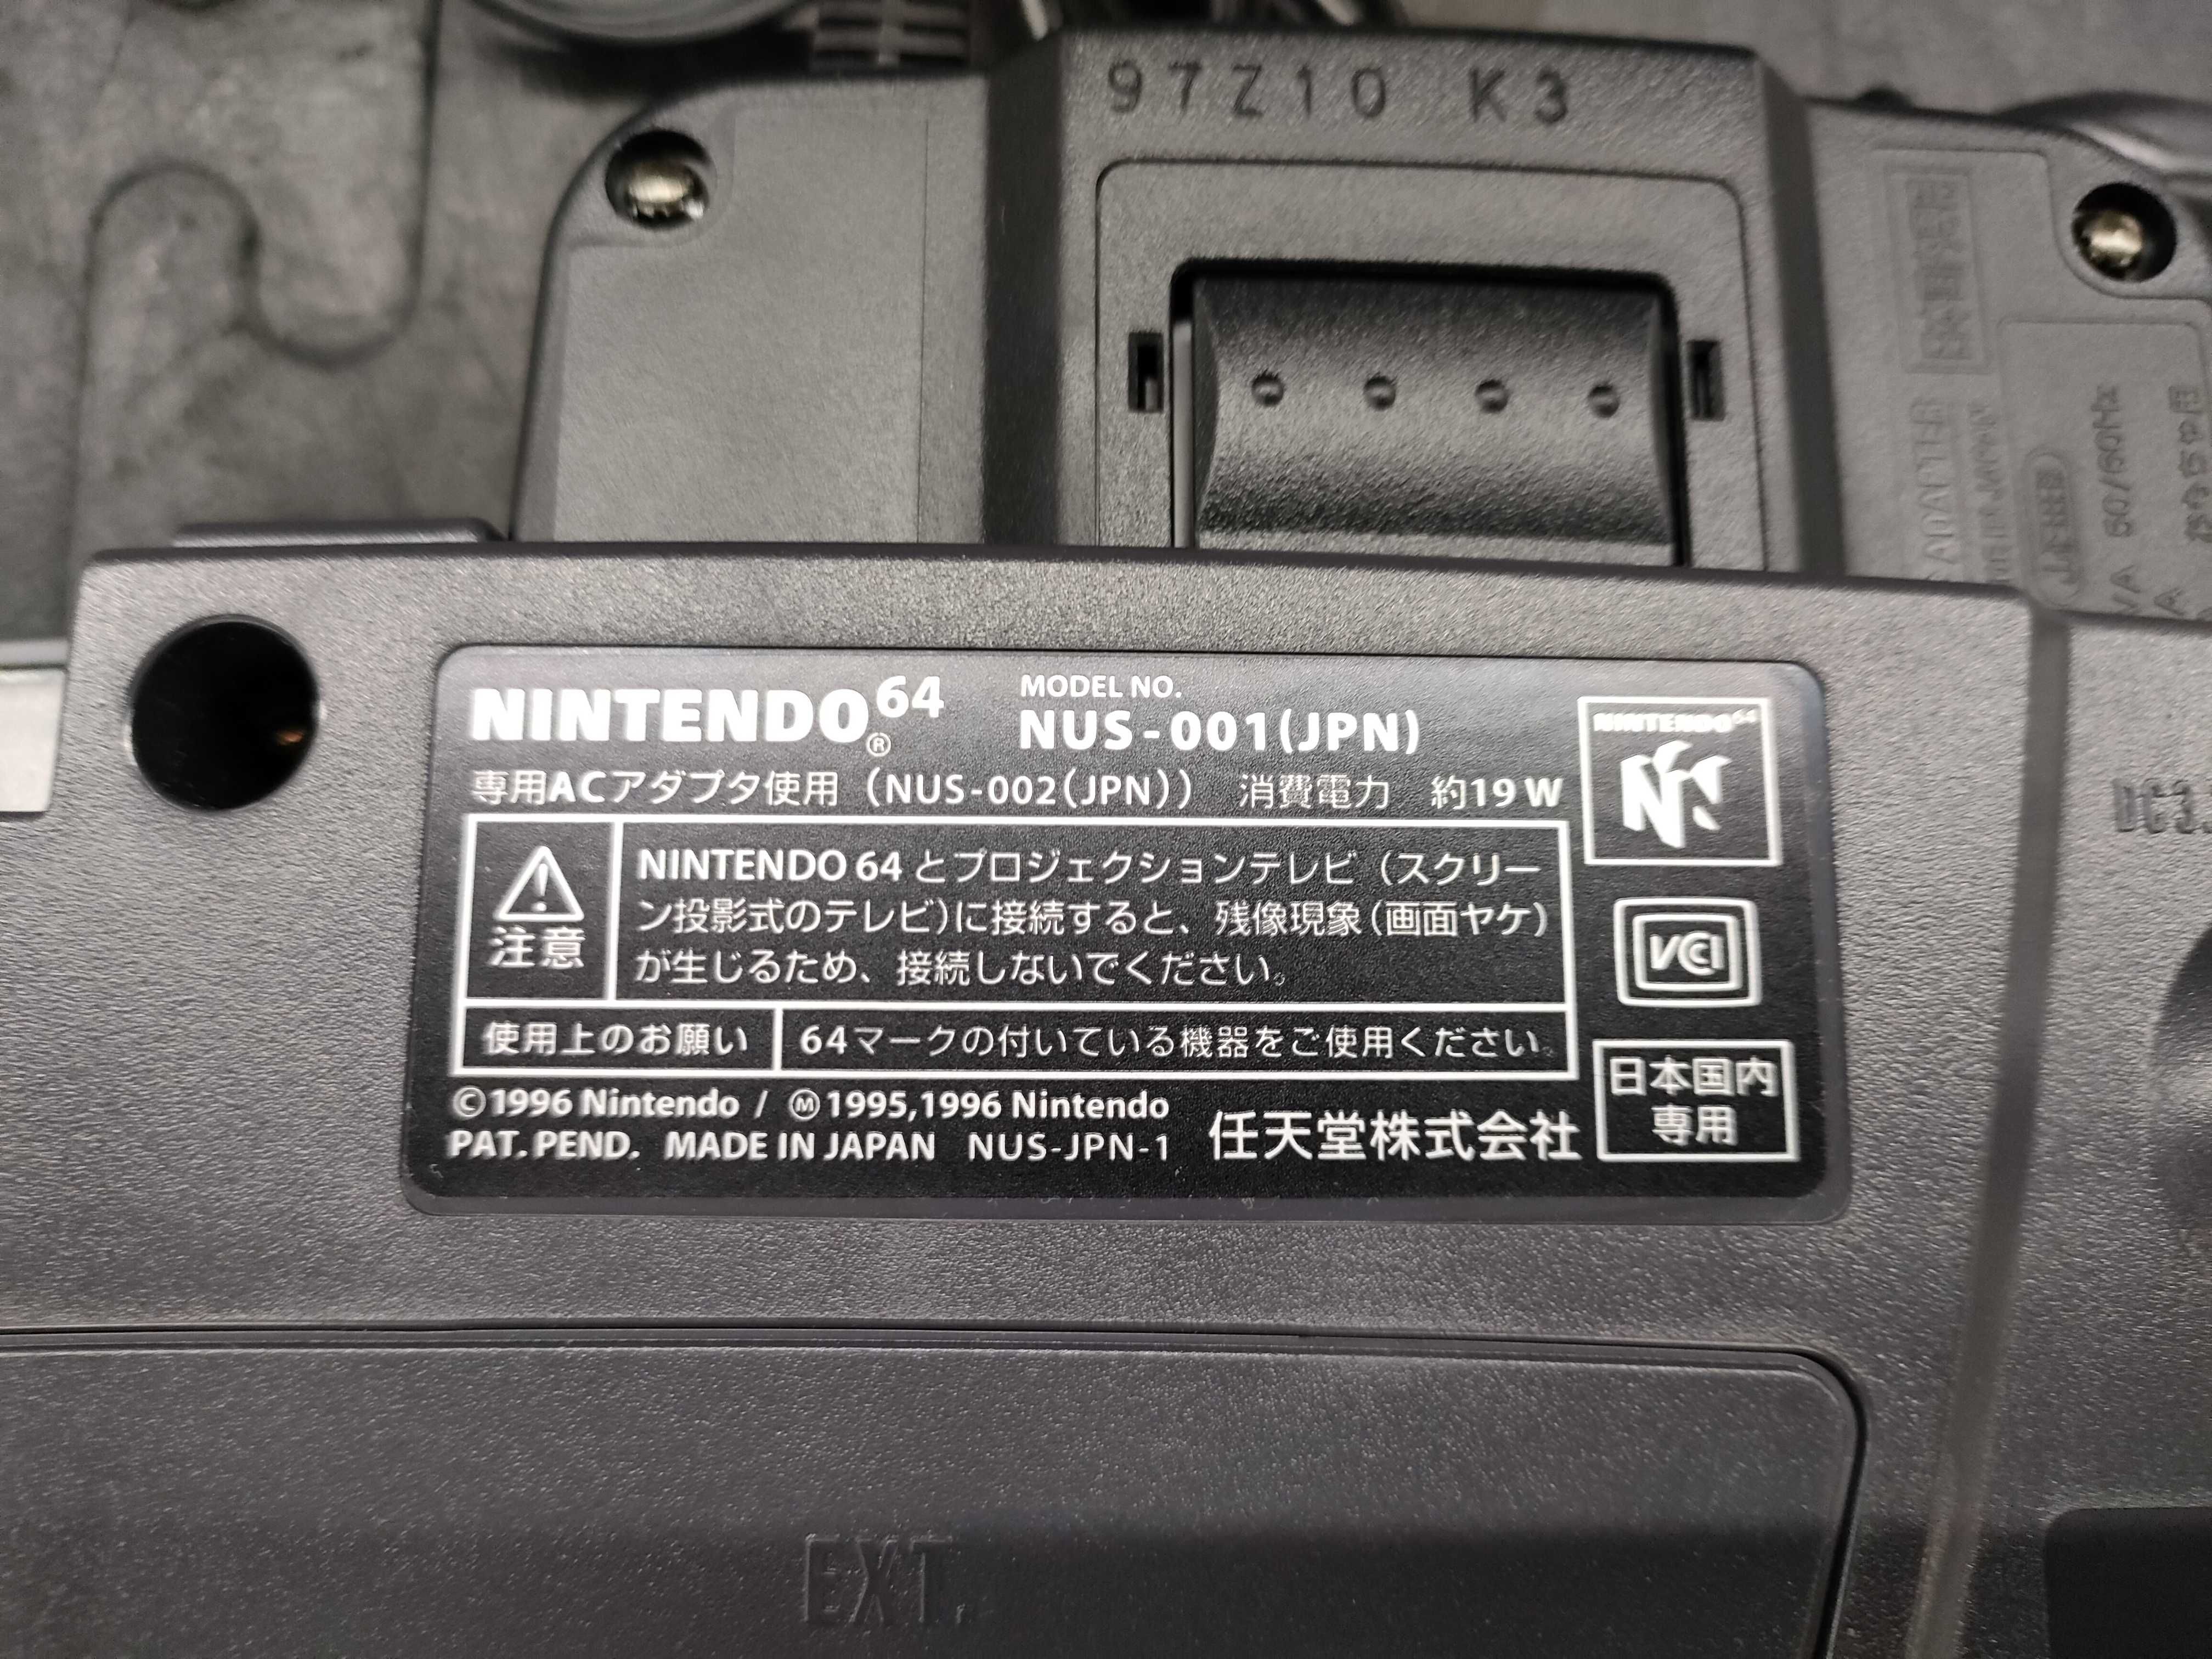 97Z10 K3
ADAPTER
50/60Hz
NINTENDO64®
MODEL NO.
NUS-001(JPN)
専用ACアダプタ使用（NUS-002(JPN)） 消費電力 約19W
NINTENDO64
注意
NINTENDO 64 とプロジェクションテレビ（スクリー
ン投影式のテレビ)に接続すると、残像現象(画面ヤケ)
が生じるため、接続しないでください。
VCCI
使用上のお願い
64マークの付いている機器をご使用ください。
©1996 Nintendo / Ⓜ1995,1996 Nintendo
PAT.PEND. MADE IN JAPAN NUS-JPN-1
任天堂株式会社
日本国内
専用
DC3.
EXT.